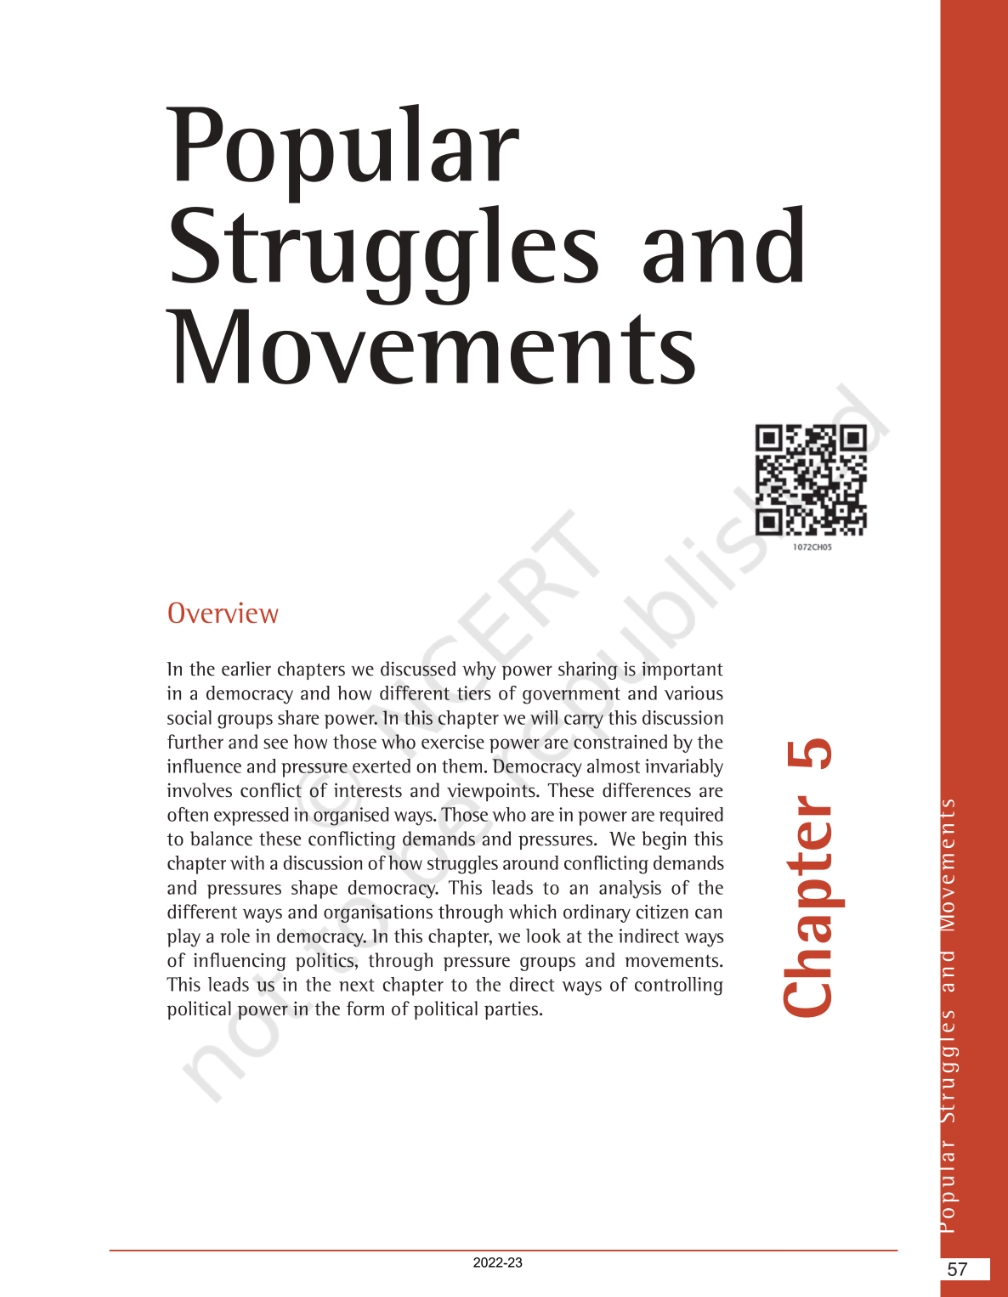 Popular
Struggles and
Movements
1072CH05
Overview
In the earlier chapters we discussed why power sharing is important
in a democracy and how different tiers of government and various
social groups share power. In this chapter we will carry this discussion
further and see how those who exercise power are constrained by the
influence and pressure exerted on them. Democracy almost invariably
involves conflict of interests and viewpoints. These differences are
often expressed in organised ways. Those who are in power are required
to balance these conflicting demands and pressures. We begin this
chapter with a discussion of how struggles around conflicting demands
and pressures shape democracy. This leads to an analysis of the
different ways and organisations through which ordinary citizen can
play a role in democracy. In this chapter, we look at the indirect ways
of influencing politics, through pressure groups and movements.
This leads us in the next chapter to the direct ways of controlling
political power in the form of political parties.
Chapter 5
Popular Struggles and Movements
© NCERT
not to be republished
2022-23
57